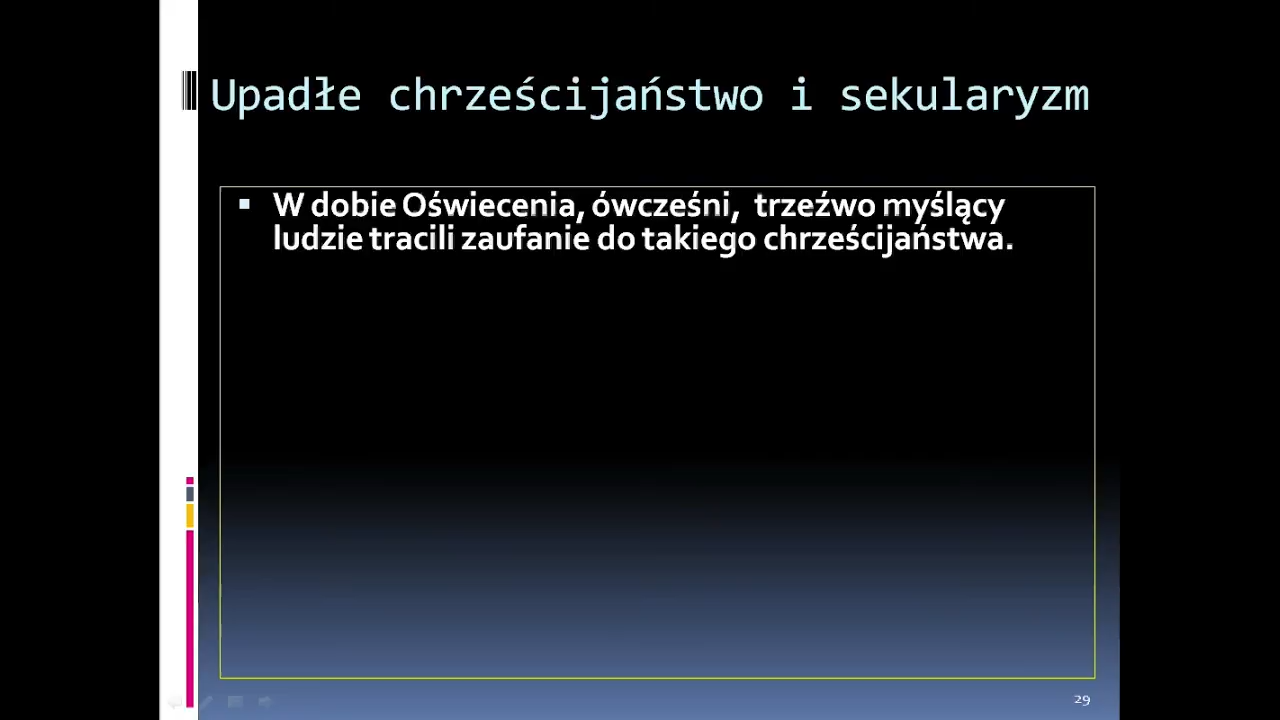 Upadłe chrześcijaństwo i sekularyzm
W dobie Oświecenia, ówcześni, trzeźwo myślący
ludzie tracili zaufanie do takiego chrześcijaństwa.
29